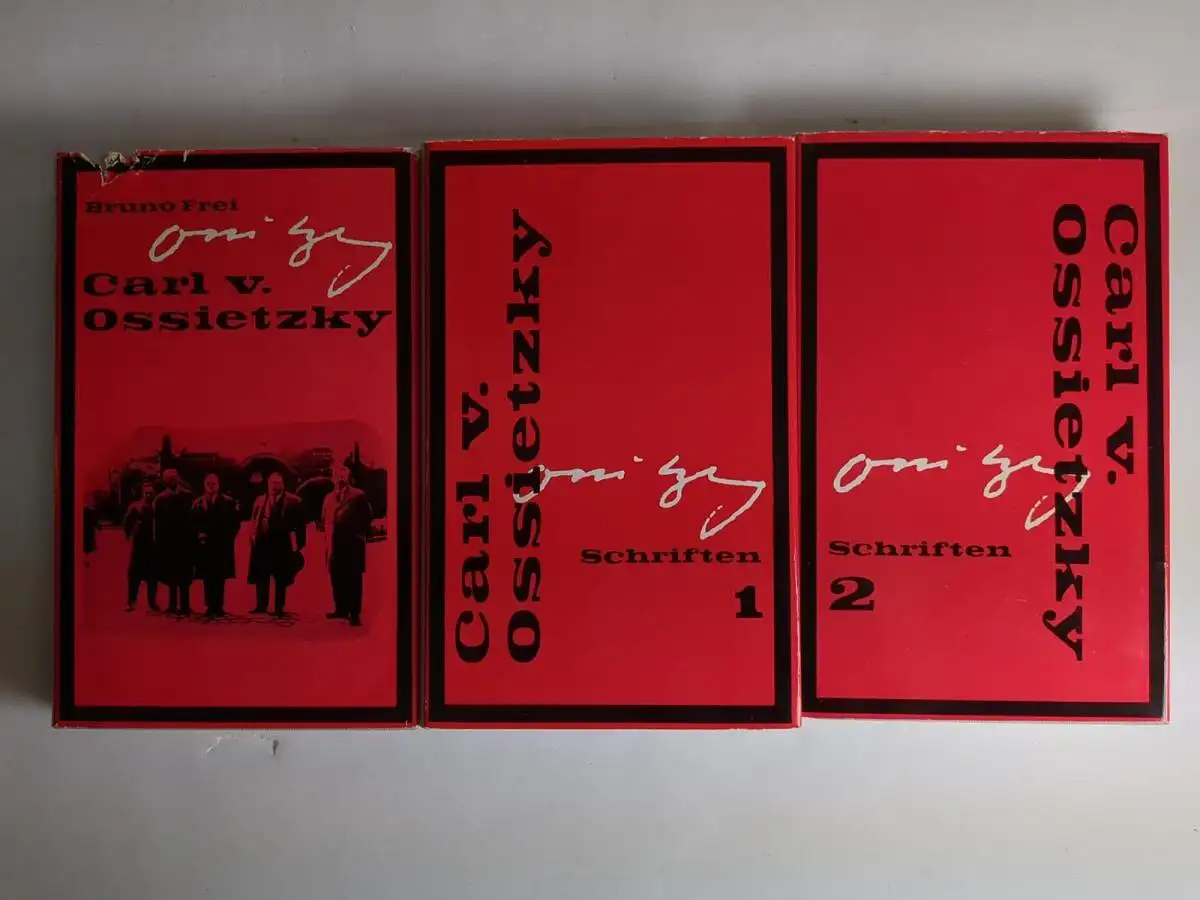 Bruno Frei
Carl v.
Ossietzky
Carl v.
Ossietzky
Schriften
1
Carl v.
Ossietzky
Schriften
2